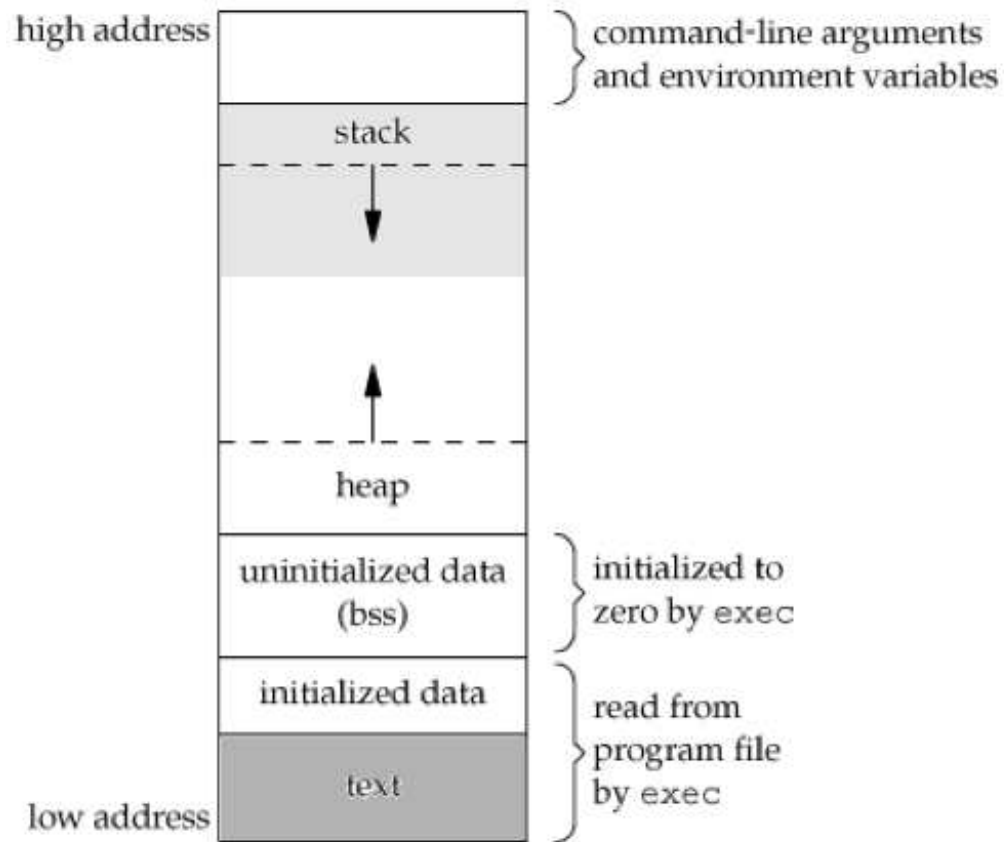 high address
command-line arguments
and environment variables
stack
heap
uninitialized data
(bss)
initialized to
zero by exec
initialized data
read from
program file
by exec
text
low address